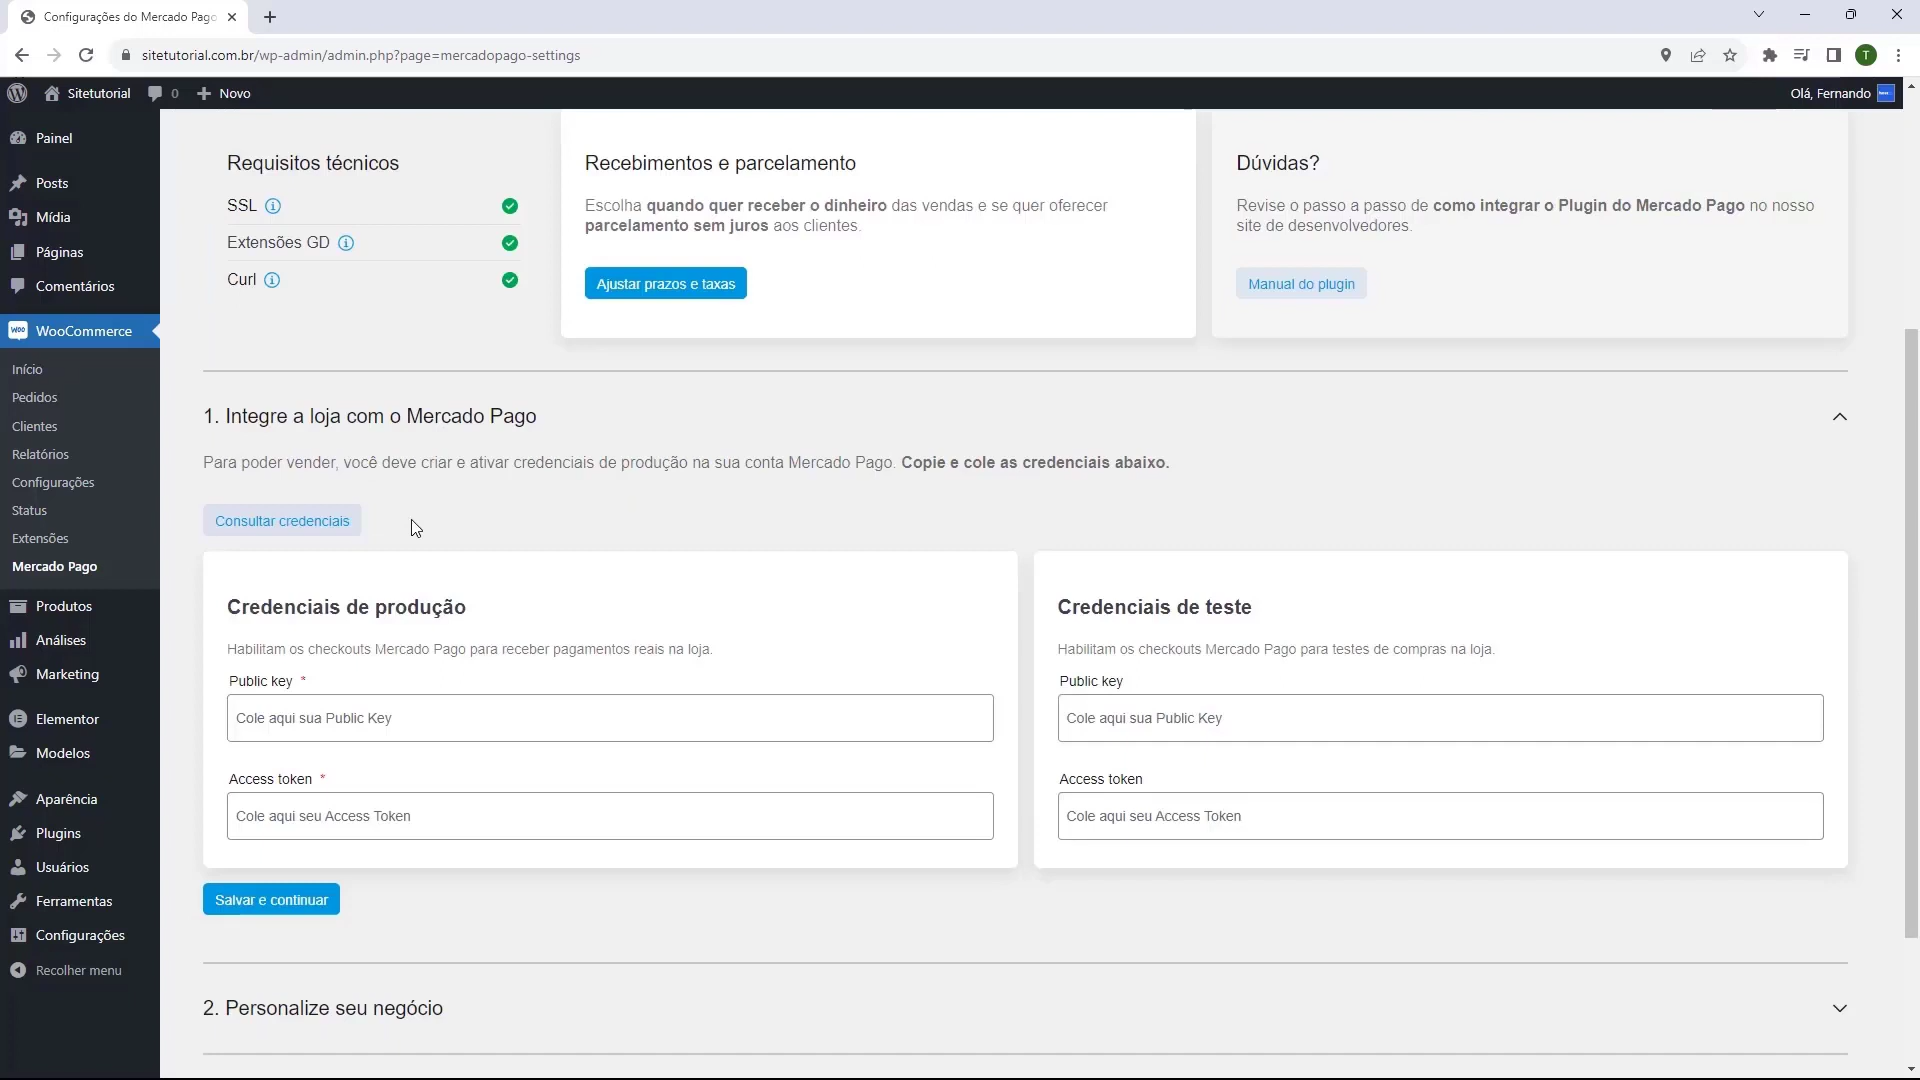 Configurações do Mercado Pago
sitetutorial.com.br/wp-admin/admin.php?page=mercadopago-settings
T
Sitetutorial
0
Novo
Olá, Fernando
Painel
Posts
Mídia
Páginas
Comentários
WooCommerce
Início
Pedidos
Clientes
Relatórios
Configurações
Status
Extensões
Mercado Pago
Produtos
Análises
Marketing
Elementor
Modelos
Aparência
Plugins
Usuários
Ferramentas
Configurações
Recolher menu
Requisitos técnicos
SSL
Extensões GD
Curl
Recebimentos e parcelamento
Escolha quando quer receber o dinheiro das vendas e se quer oferecer
parcelamento sem juros aos clientes.
Ajustar prazos e taxas
Dúvidas?
Revise o passo a passo de como integrar o Plugin do Mercado Pago no nosso
site de desenvolvedores.
Manual do plugin
1. Integre a loja com o Mercado Pago
Para poder vender, você deve criar e ativar credenciais de produção na sua conta Mercado Pago. Copie e cole as credenciais abaixo.
Consultar credenciais
Credenciais de produção
Habilitam os checkouts Mercado Pago para receber pagamentos reais na loja.
Public key *
Cole aqui sua Public Key
Access token *
Cole aqui seu Access Token
Credenciais de teste
Habilitam os checkouts Mercado Pago para testes de compras na loja.
Public key
Cole aqui sua Public Key
Access token
Cole aqui seu Access Token
Salvar e continuar
2. Personalize seu negócio